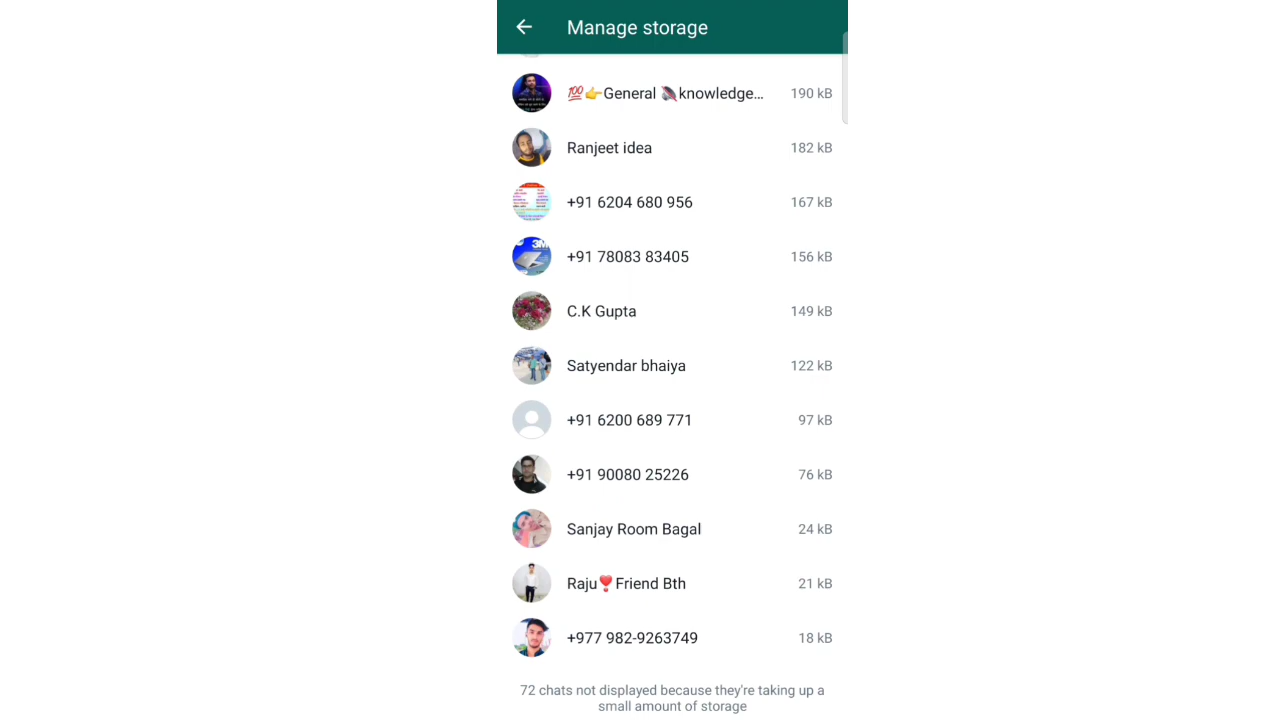 Manage storage
💯👉General 🔌knowledge... 190 kB
Ranjeet idea 182 kB
+91 6204 680 956 167 kB
+91 78083 83405 156 kB
C.K Gupta 149 kB
Satyendar bhaiya 122 kB
+91 6200 689 771 97 kB
+91 90080 25226 76 kB
Sanjay Room Bagal 24 kB
Raju❣️Friend Bth 21 kB
+977 982-9263749 18 kB
72 chats not displayed because they're taking up a
small amount of storage